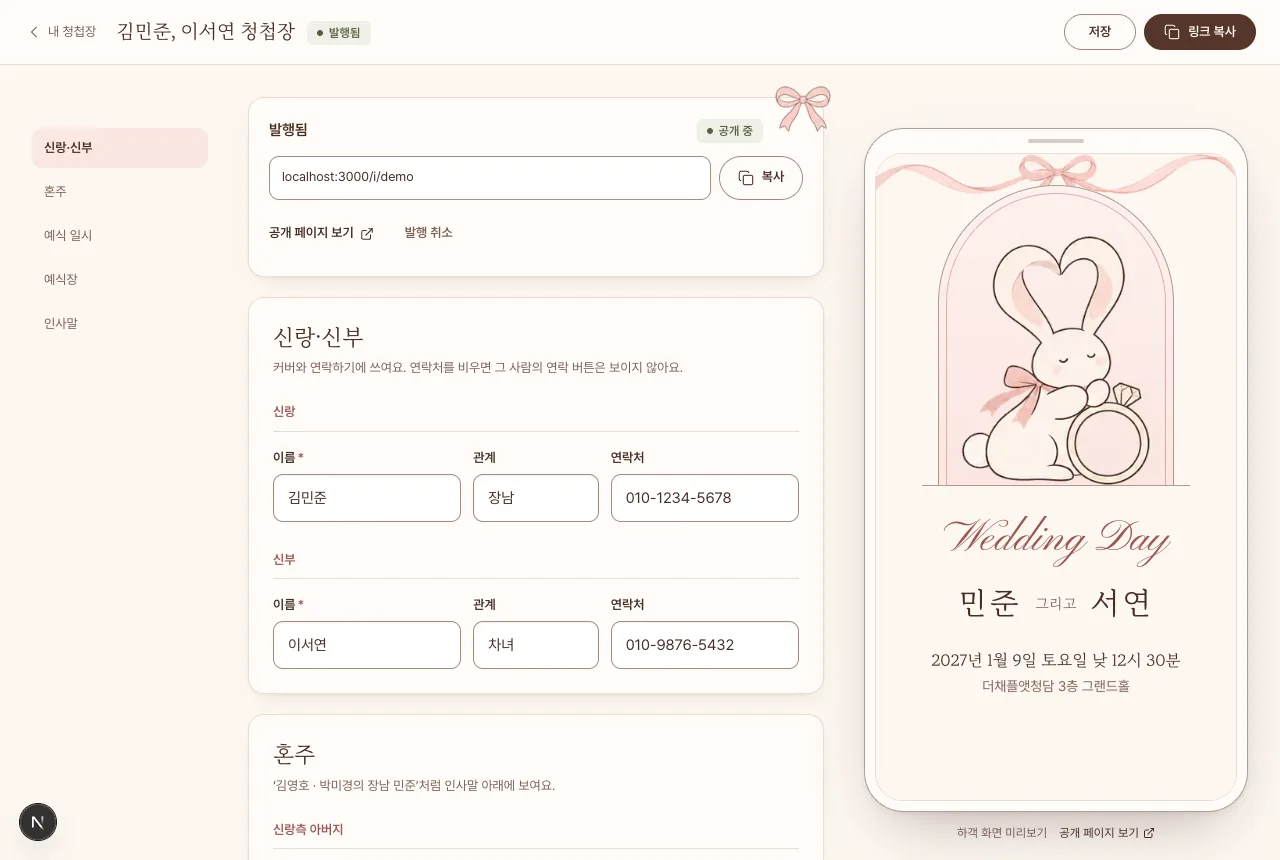 내 청첩장
김민준, 이서연 청첩장
발행됨
저장
링크 복사
신랑·신부
혼주
예식 일시
예식장
인사말
발행됨
공개 중
localhost:3000/i/demo
복사
공개 페이지 보기
발행 취소
신랑·신부
커버와 연락하기에 쓰여요. 연락처를 비우면 그 사람의 연락 버튼은 보이지 않아요.
신랑
이름 * 관계 연락처
김민준 장남 010-1234-5678
신부
이름 * 관계 연락처
이서연 차녀 010-9876-5432
혼주
‘김영호 · 박미경의 장남 민준’처럼 인사말 아래에 보여요.
신랑측 아버지
Wedding Day
민준 그리고 서연
2027년 1월 9일 토요일 낮 12시 30분
더채플앳청담 3층 그랜드홀
하객 화면 미리보기 공개 페이지 보기
N